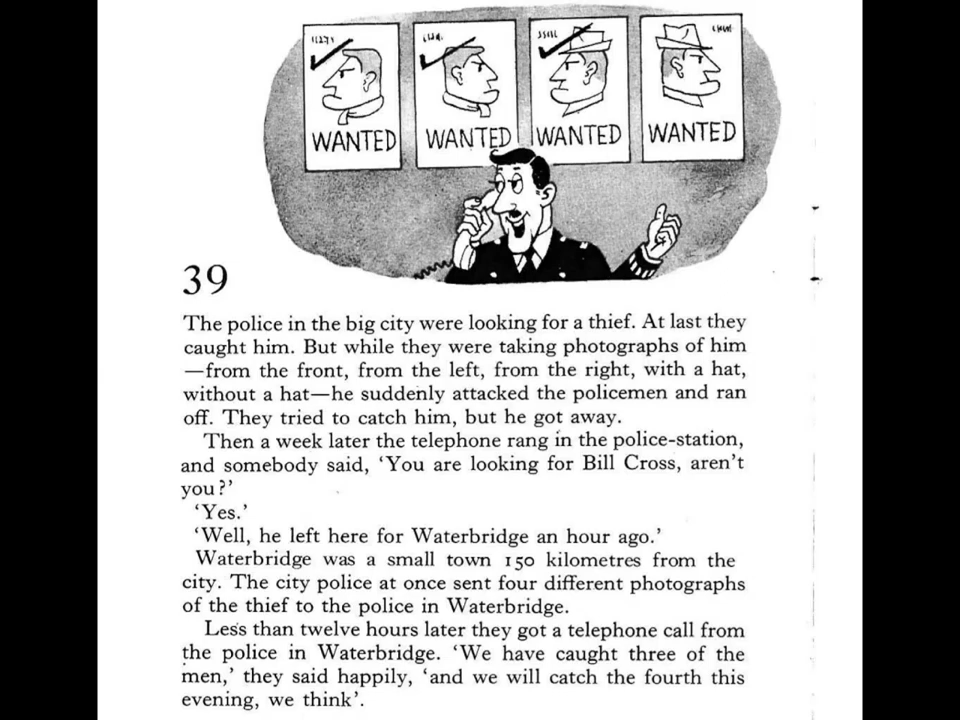 WANTED WANTED WANTED WANTED
39
The police in the big city were looking for a thief. At last they
caught him. But while they were taking photographs of him
—from the front, from the left, from the right, with a hat,
without a hat—he suddenly attacked the policemen and ran
off. They tried to catch him, but he got away.
Then a week later the telephone rang in the police-station,
and somebody said, ‘You are looking for Bill Cross, aren’t
you?’
‘Yes.’
‘Well, he left here for Waterbridge an hour ago.’
Waterbridge was a small town 150 kilometres from the
city. The city police at once sent four different photographs
of the thief to the police in Waterbridge.
Less than twelve hours later they got a telephone call from
the police in Waterbridge. ‘We have caught three of the
men,’ they said happily, ‘and we will catch the fourth this
evening, we think’.